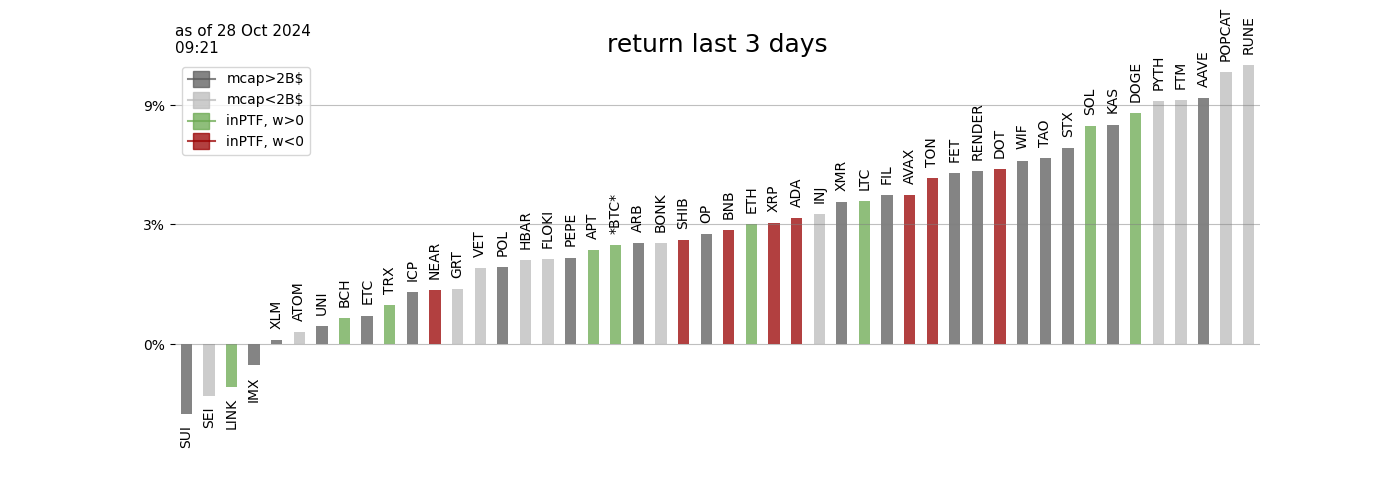 as of 28 Oct 2024
09:21
return last 3 days
mcap>2B$
mcap<2B$
inPTF, w>0
inPTF, w<0
9%
3%
0%
SUI
SEI
LINK
IMX
XLM
ATOM
UNI
BCH
ETC
TRX
ICP
NEAR
GRT
VET
POL
HBAR
FLOKI
PEPE
APT
*BTC*
ARB
BONK
SHIB
OP
BNB
ETH
XRP
ADA
INJ
XMR
LTC
FIL
AVAX
TON
FET
RENDER
DOT
WIF
TAO
STX
SOL
KAS
DOGE
PYTH
FTM
AAVE
POPCAT
RUNE